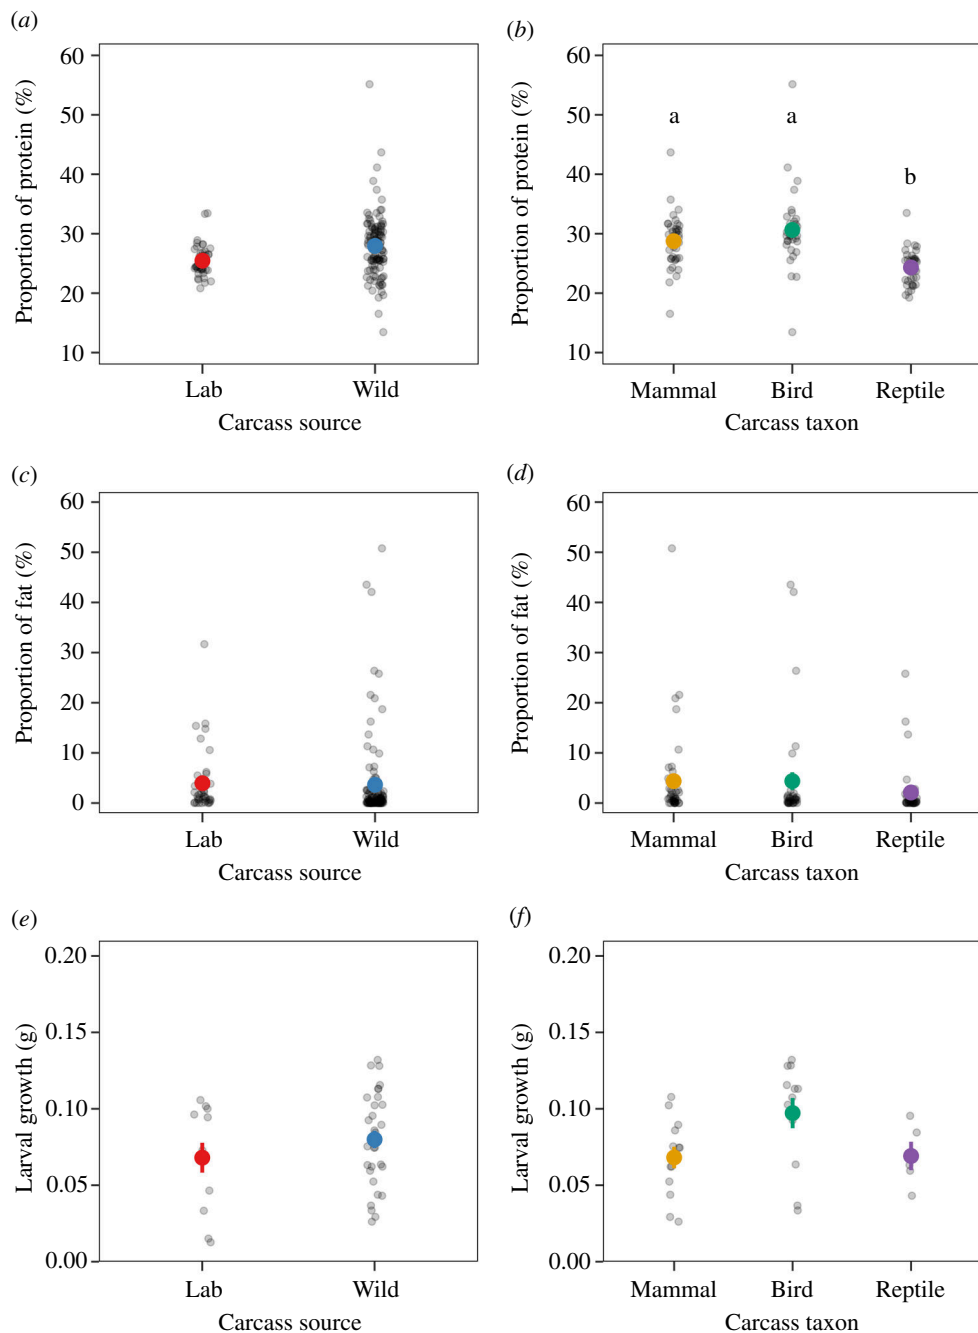 (a)
Proportion of protein (%)
60
50
40
30
20
10
Lab Wild
Carcass source
(b)
Proportion of protein (%)
60
50
40
30
20
10
a a b
Mammal Bird Reptile
Carcass taxon
(c)
Proportion of fat (%)
60
50
40
30
20
10
0
Lab Wild
Carcass source
(d)
Proportion of fat (%)
60
50
40
30
20
10
0
Mammal Bird Reptile
Carcass taxon
(e)
Larval growth (g)
0.20
0.15
0.10
0.05
0.00
Lab Wild
Carcass source
(f)
Larval growth (g)
0.20
0.15
0.10
0.05
0.00
Mammal Bird Reptile
Carcass taxon